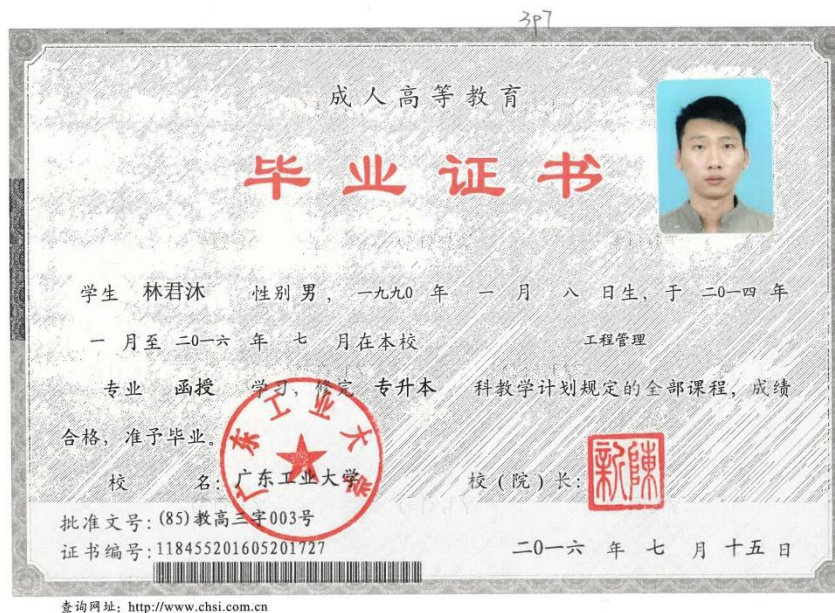 3p7
成人高等教育
毕业证书
学生 林君沐 性别 男， 一九九0 年 一 月 八 日生，于 二0一四 年
一 月至 二0一六 年 七 月在本校 工程管理
专业 函授 学习，修完 专升本 科教学计划规定的全部课程，成绩
合格，准予毕业。
广东工业大学
校 名：广东工业大学 校（院）长：
陈新
批准文号：(85)教高三字003号
证书编号：118455201605201727
二0一六 年 七 月 十五 日
查询网址：http://www.chsi.com.cn